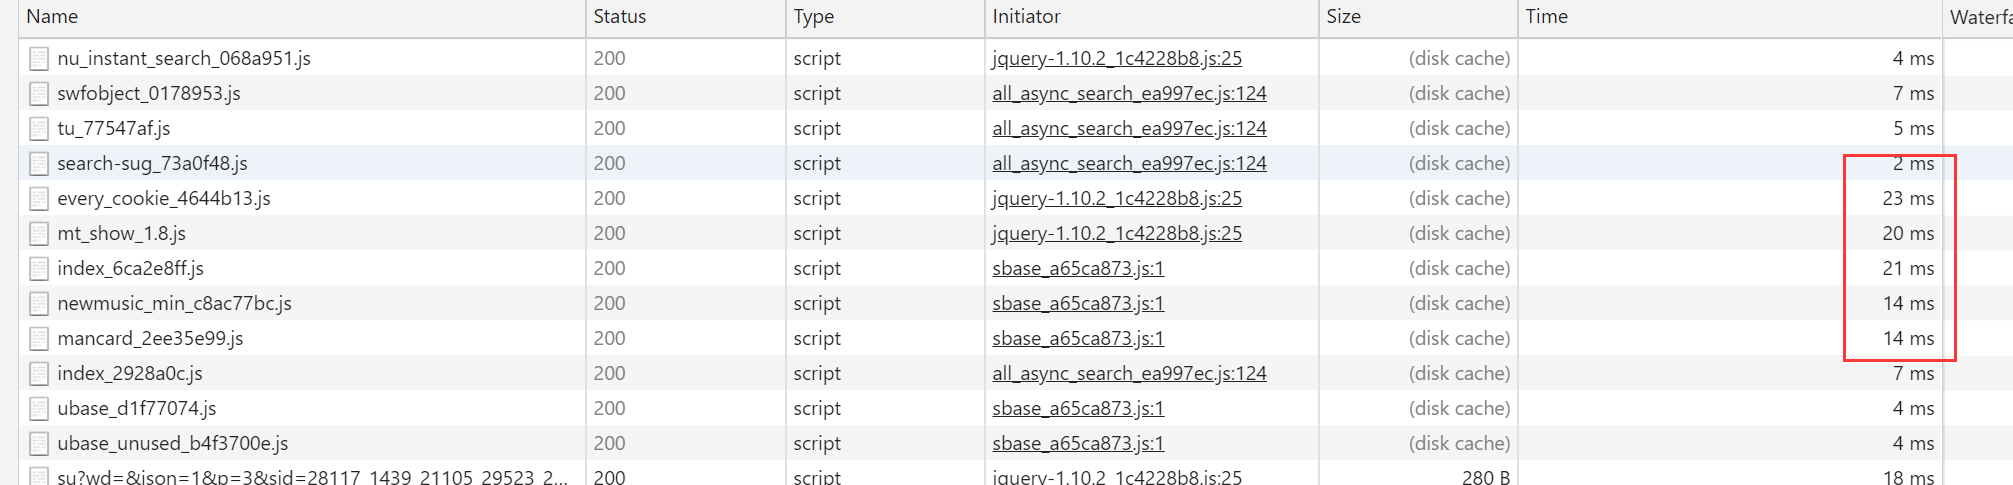 Name Status Type Initiator Size Time Waterfa
nu_instant_search_068a951.js 200 script jquery-1.10.2_1c4228b8.js:25 (disk cache) 4 ms
swfobject_0178953.js 200 script all_async_search_ea997ec.js:124 (disk cache) 7 ms
tu_77547af.js 200 script all_async_search_ea997ec.js:124 (disk cache) 5 ms
search-sug_73a0f48.js 200 script all_async_search_ea997ec.js:124 (disk cache) 2 ms
every_cookie_4644b13.js 200 script jquery-1.10.2_1c4228b8.js:25 (disk cache) 23 ms
mt_show_1.8.js 200 script jquery-1.10.2_1c4228b8.js:25 (disk cache) 20 ms
index_6ca2e8ff.js 200 script sbase_a65ca873.js:1 (disk cache) 21 ms
newmusic_min_c8ac77bc.js 200 script sbase_a65ca873.js:1 (disk cache) 14 ms
mancard_2ee35e99.js 200 script sbase_a65ca873.js:1 (disk cache) 14 ms
index_2928a0c.js 200 script all_async_search_ea997ec.js:124 (disk cache) 7 ms
ubase_d1f77074.js 200 script sbase_a65ca873.js:1 (disk cache) 4 ms
ubase_unused_b4f3700e.js 200 script sbase_a65ca873.js:1 (disk cache) 4 ms
su?wd=&json=1&p=3&sid=28117_1439_21105_29523_2... 200 script jquery-1.10.2_1c4228b8.js:25 280 B 18 ms